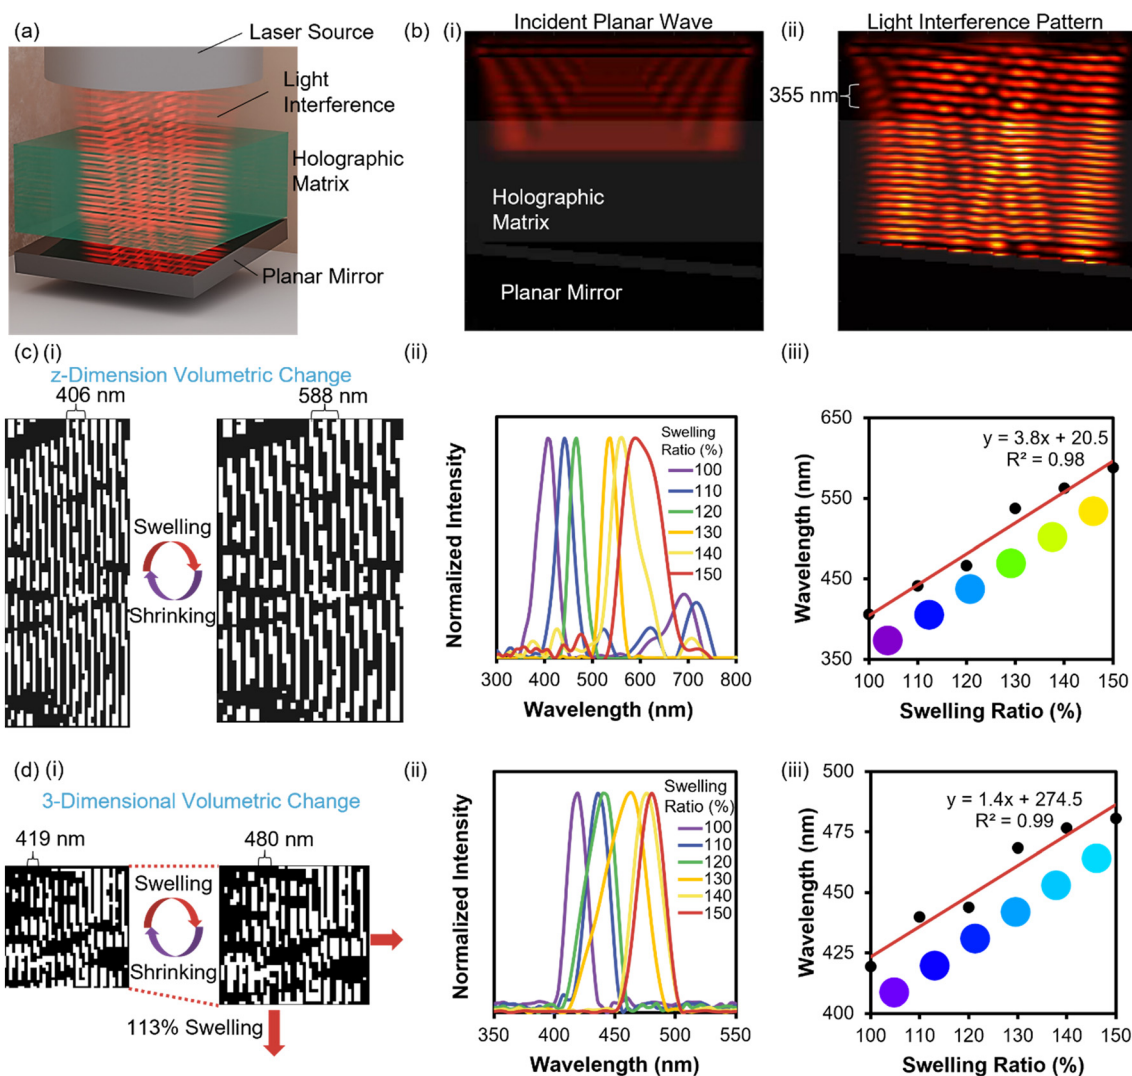 (a)
Laser Source
Light
Interference
Holographic
Matrix
Planar Mirror
(b) (i)
Incident Planar Wave
Holographic
Matrix
Planar Mirror
(ii)
Light Interference Pattern
355 nm
(c) (i)
z-Dimension Volumetric Change
406 nm
588 nm
Swelling
Shrinking
(ii)
Normalized Intensity
Swelling
Ratio (%)
100
110
120
130
140
150
300 400 500 600 700 800
Wavelength (nm)
(iii)
Wavelength (nm)
650
550
450
350
y = 3.8x + 20.5
R² = 0.98
100 110 120 130 140 150
Swelling Ratio (%)
(d) (i)
3-Dimensional Volumetric Change
419 nm
480 nm
Swelling
Shrinking
113% Swelling
(ii)
Normalized Intensity
Swelling
Ratio (%)
100
110
120
130
140
150
350 400 450 500 550
Wavelength (nm)
(iii)
Wavelength (nm)
500
475
450
425
400
y = 1.4x + 274.5
R² = 0.99
100 110 120 130 140 150
Swelling Ratio (%)